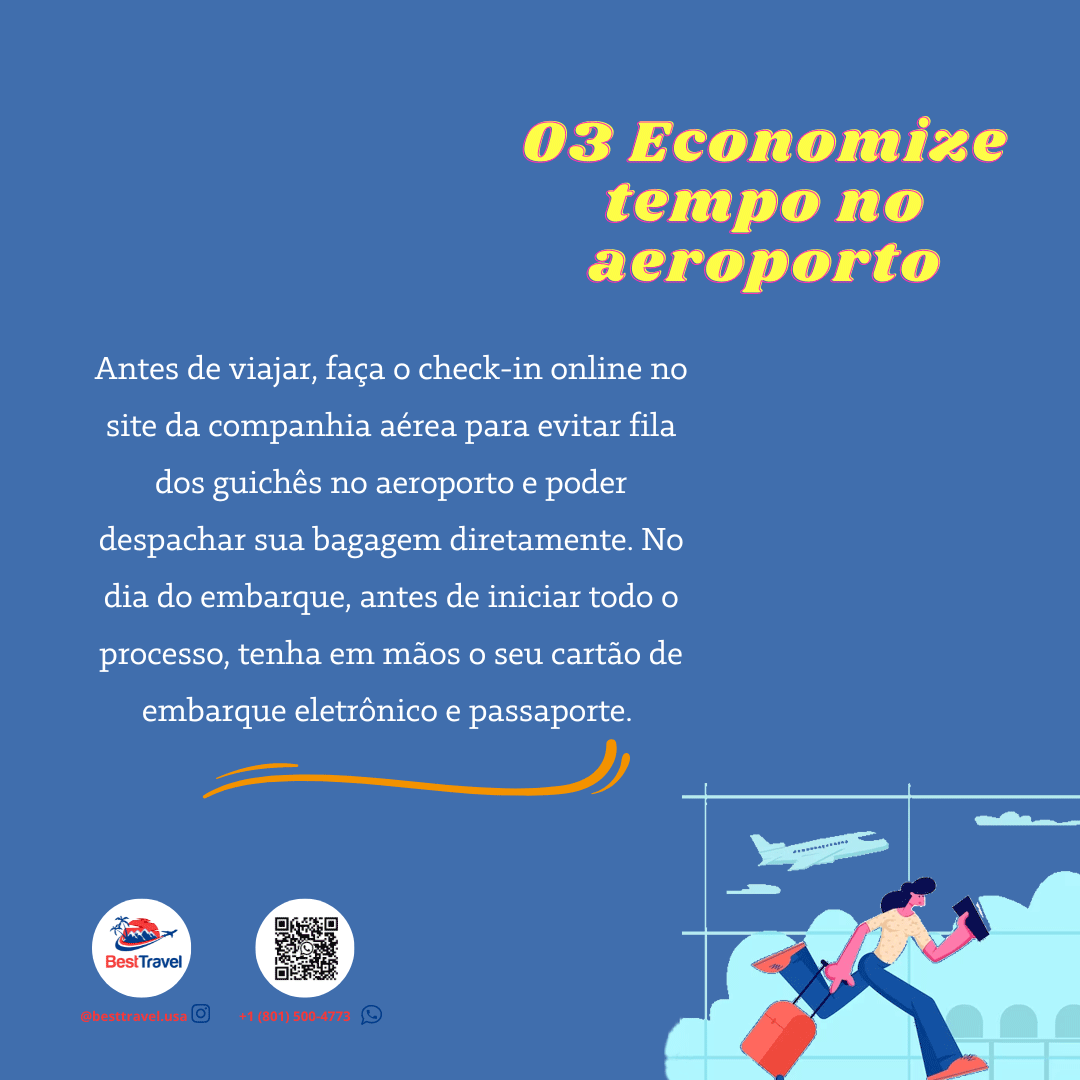 03 Economize
tempo no
aeroporto
Antes de viajar, faça o check-in online no
site da companhia aérea para evitar fila
dos guichês no aeroporto e poder
despachar sua bagagem diretamente. No
dia do embarque, antes de iniciar todo o
processo, tenha em mãos o seu cartão de
embarque eletrônico e passaporte.
BestTravel
@besttravel.usa
+1 (801) 500-4773